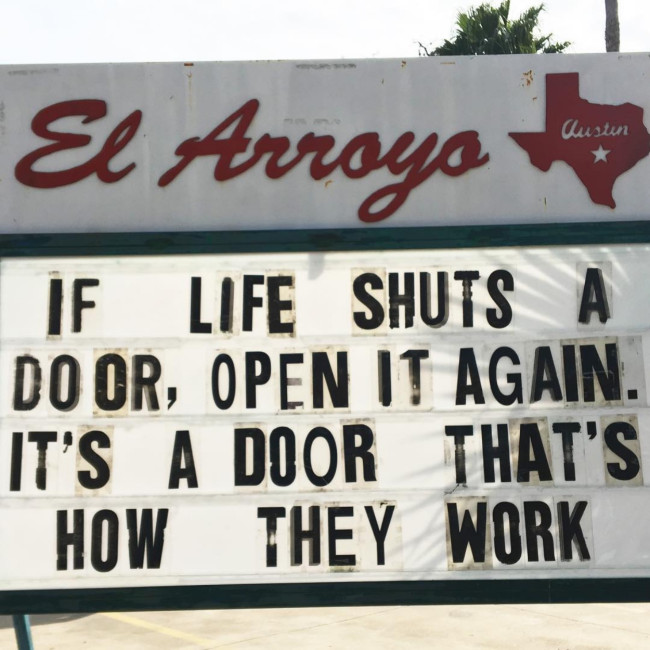 El Arroyo
Austin
IF LIFE SHUTS A
DOOR, OPEN IT AGAIN.
IT'S A DOOR THAT'S
HOW THEY WORK